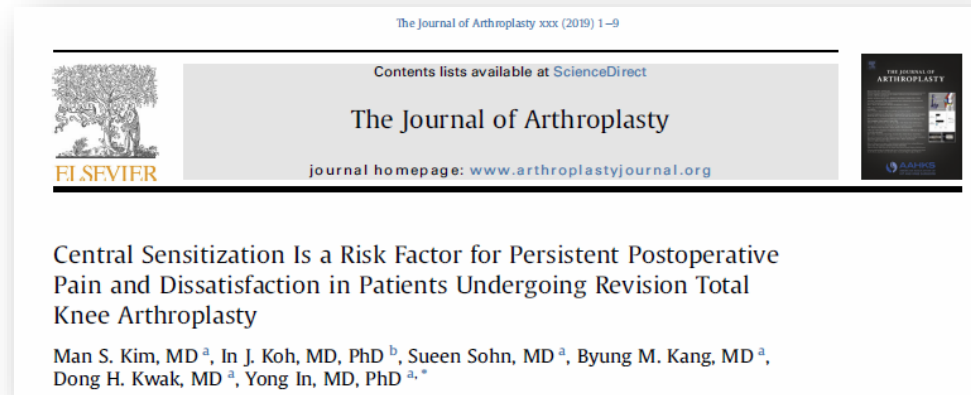 The Journal of Arthroplasty xxx (2019) 1–9
Contents lists available at ScienceDirect
The Journal of Arthroplasty
journal homepage: www.arthroplastyjournal.org
ELSEVIER
THE JOURNAL OF
ARTHROPLASTY
AAHKS
Central Sensitization Is a Risk Factor for Persistent Postoperative
Pain and Dissatisfaction in Patients Undergoing Revision Total
Knee Arthroplasty
Man S. Kim, MD a, In J. Koh, MD, PhD b, Sueen Sohn, MD a, Byung M. Kang, MD a,
Dong H. Kwak, MD a, Yong In, MD, PhD a, *